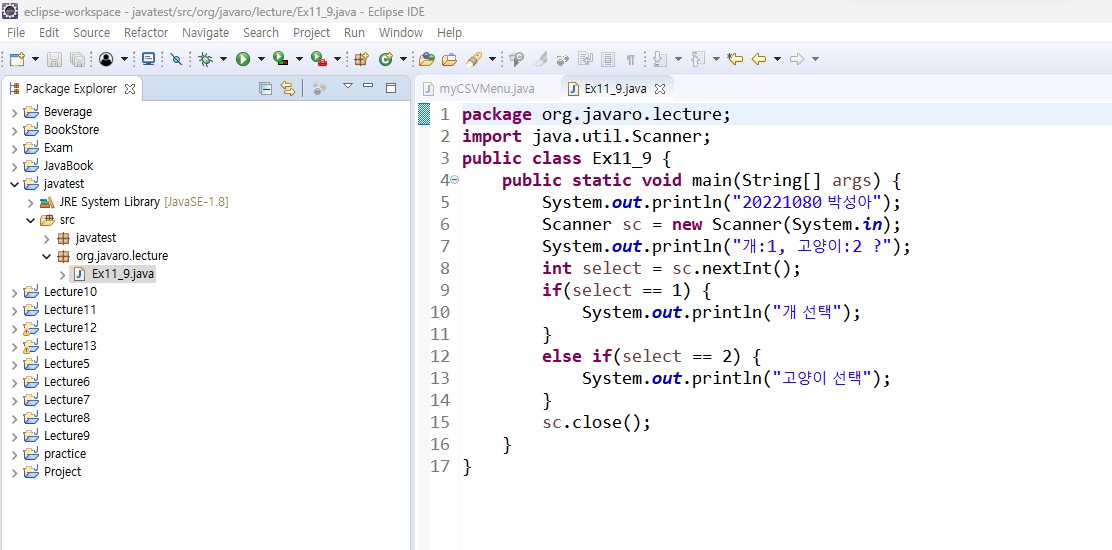 eclipse-workspace - javatest/src/org/javaro/lecture/Ex11_9.java - Eclipse IDE
File Edit Source Refactor Navigate Search Project Run Window Help
Package Explorer
Beverage
BookStore
Exam
JavaBook
javatest
JRE System Library [JavaSE-1.8]
src
javatest
org.javaro.lecture
Ex11_9.java
Lecture10
Lecture11
Lecture12
Lecture13
Lecture5
Lecture6
Lecture7
Lecture8
Lecture9
practice
Project
myCSVMenu.java Ex11_9.java
1 package org.javaro.lecture;
2 import java.util.Scanner;
3 public class Ex11_9 {
4 public static void main(String[] args) {
5 System.out.println("20221080 박성아");
6 Scanner sc = new Scanner(System.in);
7 System.out.println("개:1, 고양이:2 ?");
8 int select = sc.nextInt();
9 if(select == 1) {
10 System.out.println("개 선택");
11 }
12 else if(select == 2) {
13 System.out.println("고양이 선택");
14 }
15 sc.close();
16 }
17 }